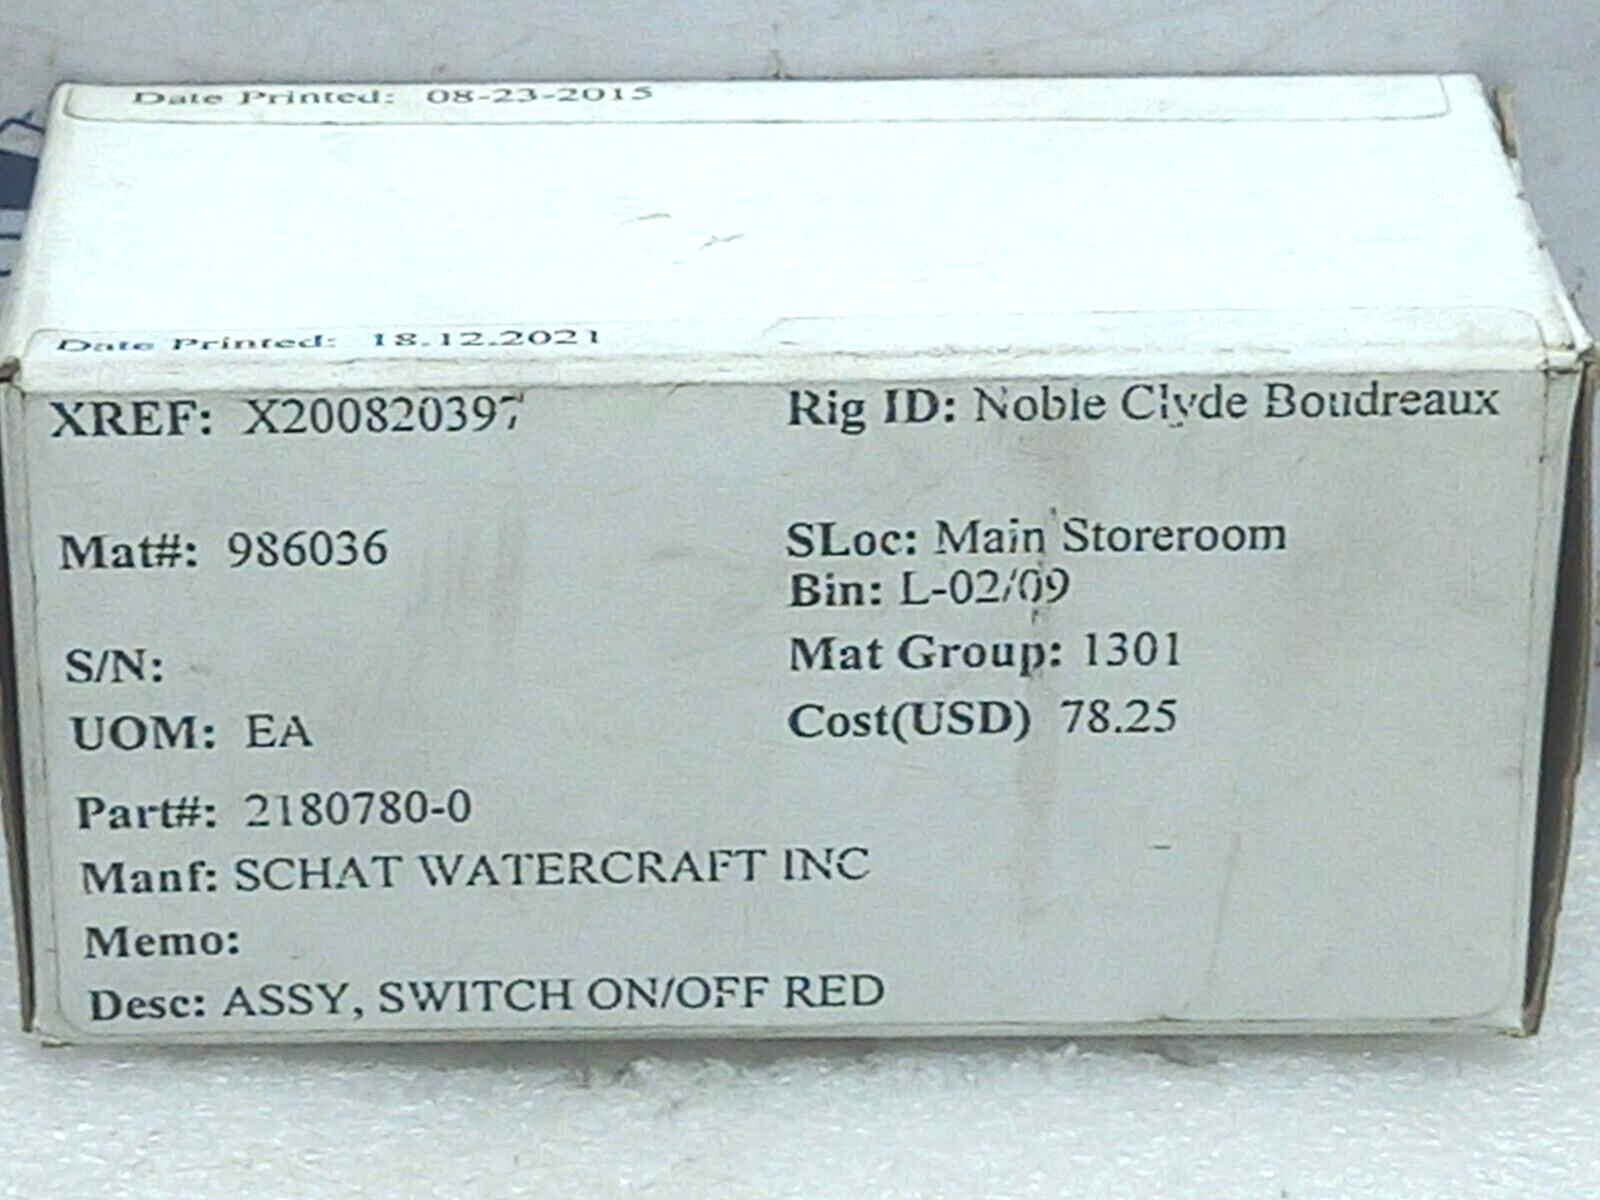 Date Printed: 08-23-2015
Date Printed: 18.12.2021
XREF: X200820397
Rig ID: Noble Clyde Boudreaux
Mat#: 986036
SLoc: Main Storeroom
Bin: L-02/09
S/N:
Mat Group: 1301
UOM: EA
Cost(USD) 78.25
Part#: 2180780-0
Manf: SCHAT WATERCRAFT INC
Memo:
Desc: ASSY, SWITCH ON/OFF RED